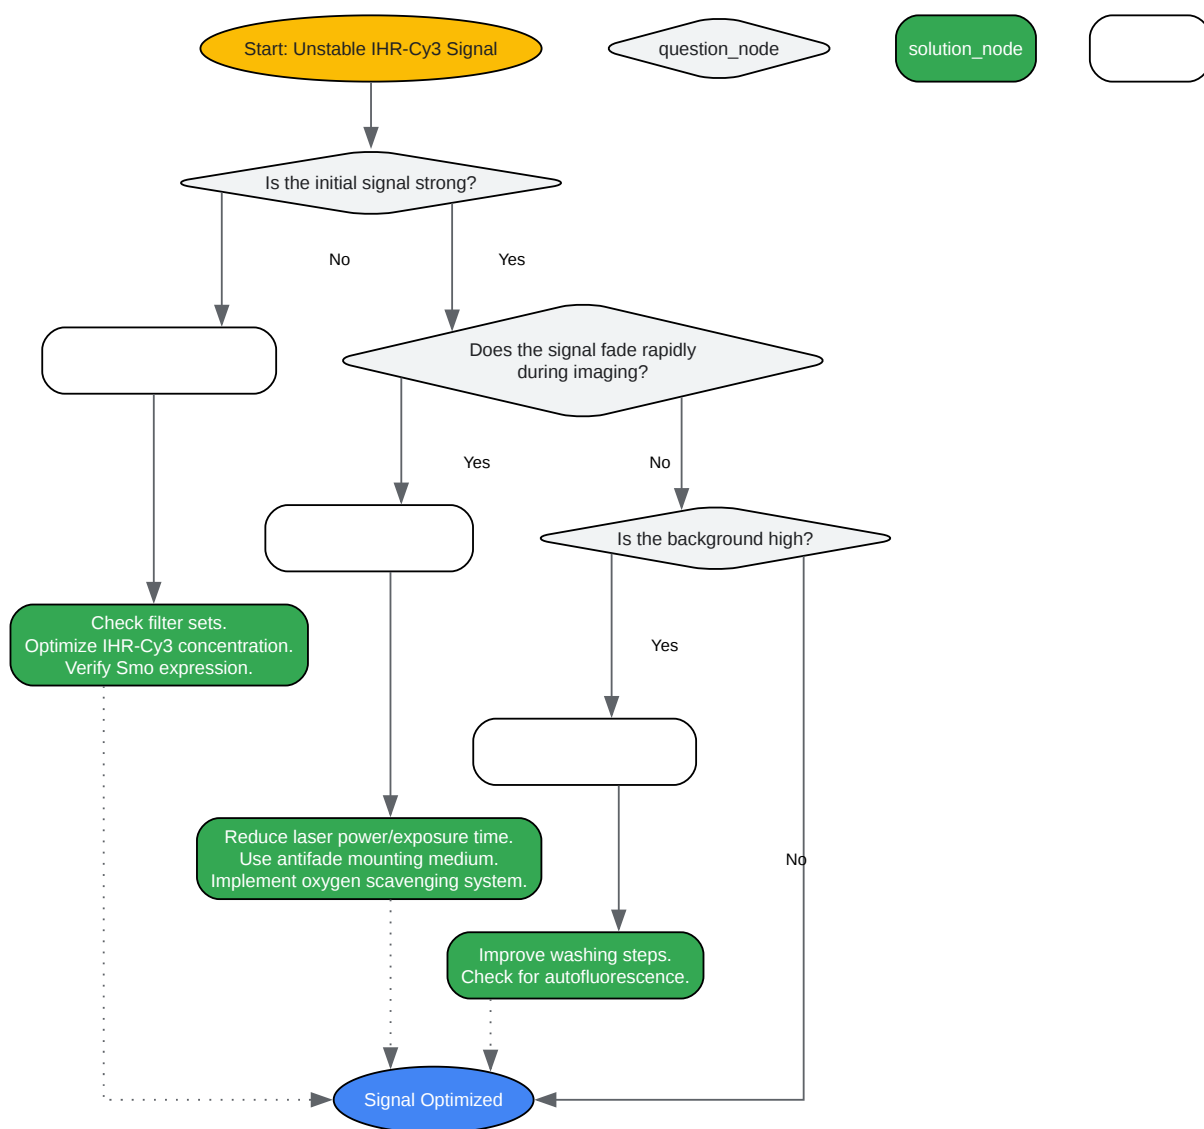 Start: Unstable IHR-Cy3 Signal
question_node
solution_node
Is the initial signal strong?
No
Yes
Does the signal fade rapidly
during imaging?
Yes
No
Is the background high?
Check filter sets.
Optimize IHR-Cy3 concentration.
Verify Smo expression.
Yes
Reduce laser power/exposure time.
Use antifade mounting medium.
Implement oxygen scavenging system.
No
Improve washing steps.
Check for autofluorescence.
Signal Optimized